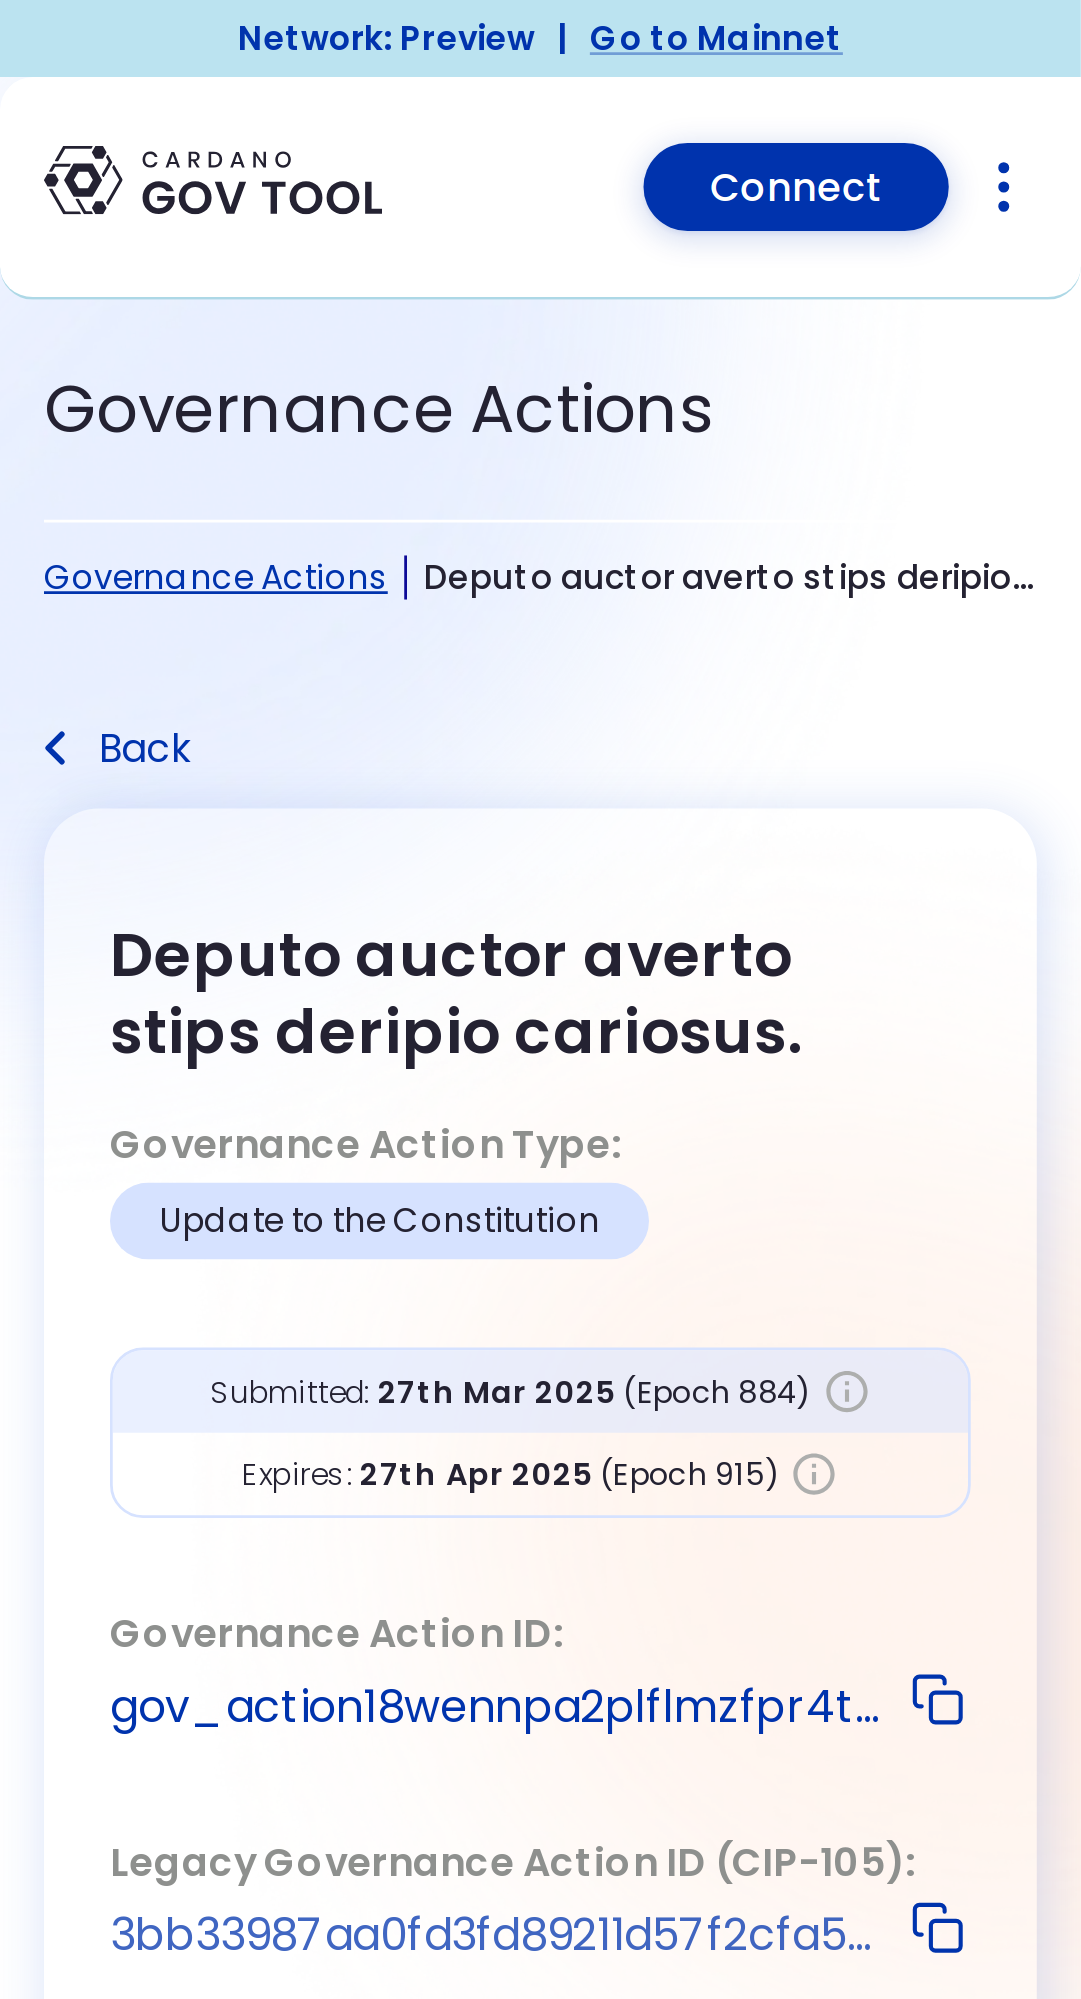 Network: Preview | Go to Mainnet
CARDANO
GOV TOOL
Connect
Governance Actions
Governance Actions | Deputo auctor averto stips deripio...
Back
Deputo auctor averto
stips deripio cariosus.
Governance Action Type:
Update to the Constitution
Submitted: 27th Mar 2025 (Epoch 884)
Expires: 27th Apr 2025 (Epoch 915)
Governance Action ID:
gov_action18wennpa2plflmzfpr4t...
Legacy Governance Action ID (CIP-105):
3bb33987aa0fd3fd89211d57f2cfa5...